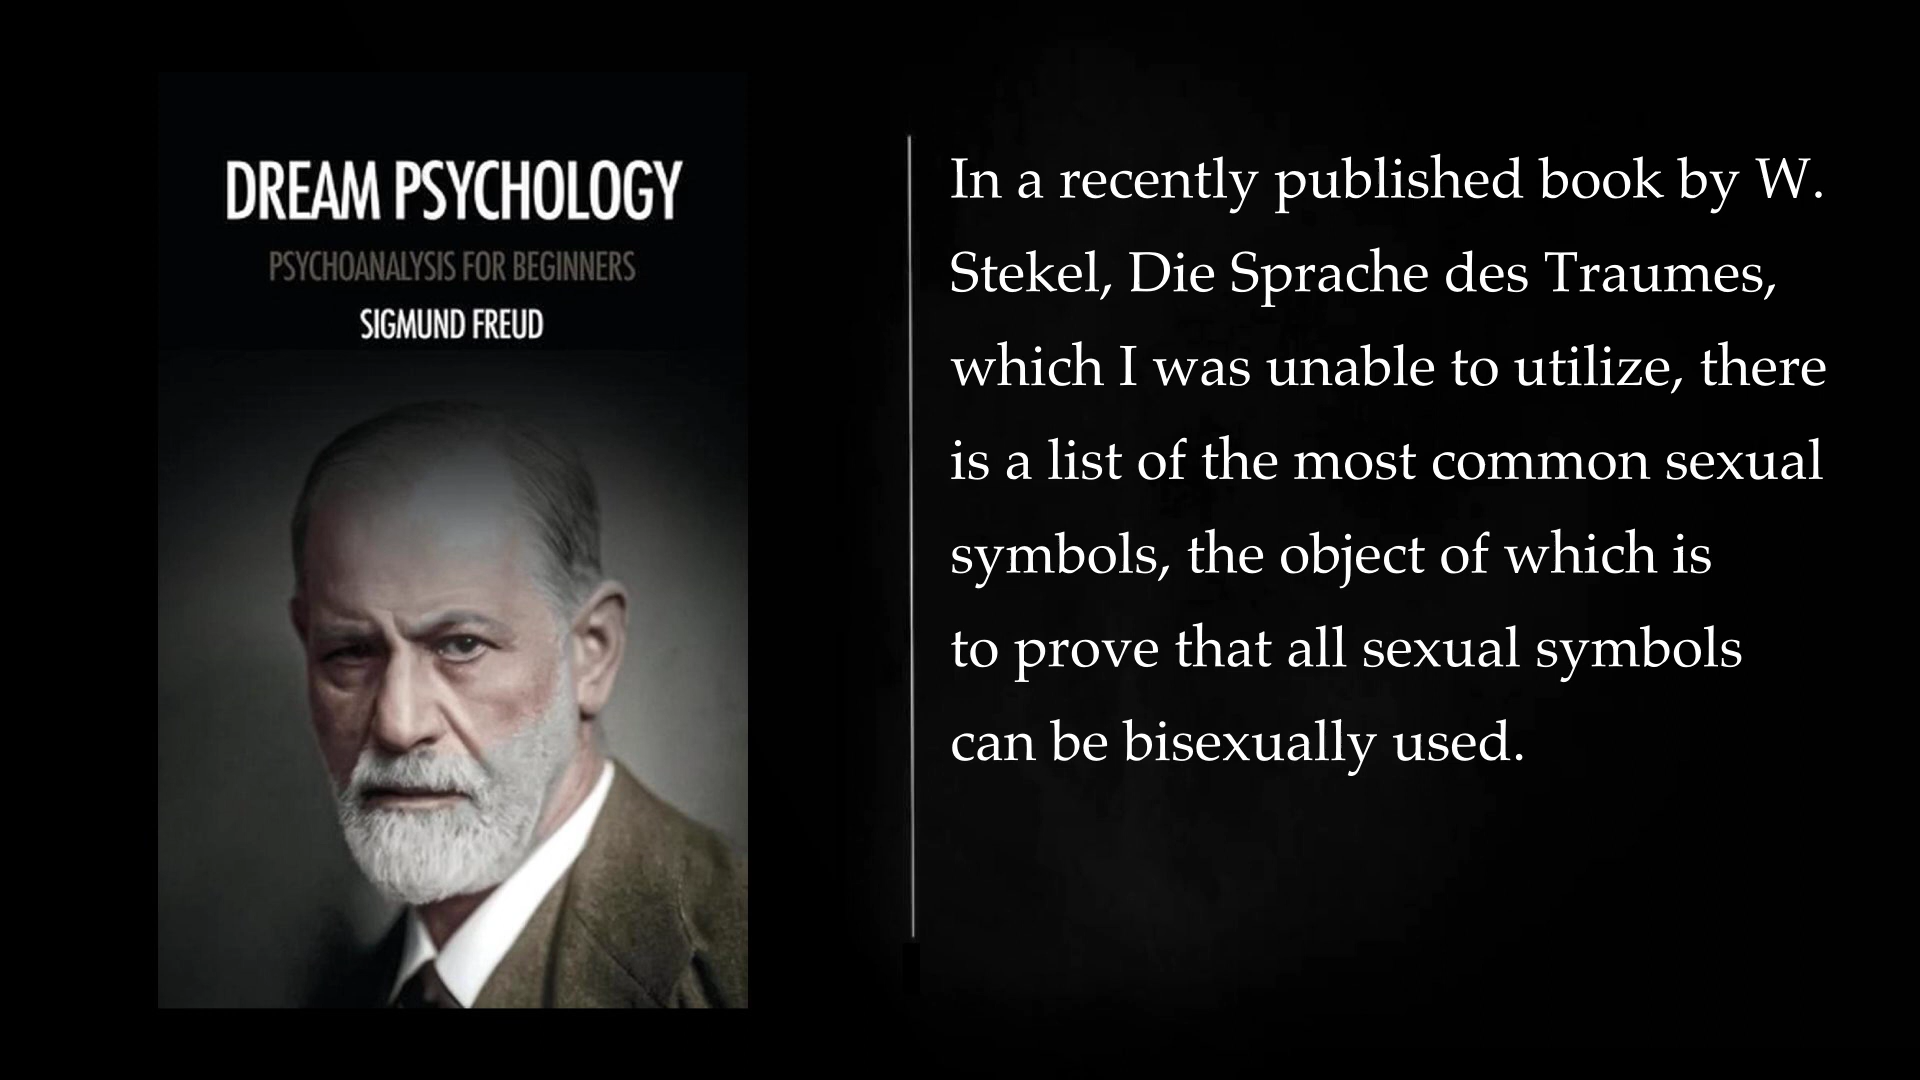 DREAM PSYCHOLOGY
PSYCHOANALYSIS FOR BEGINNERS
SIGMUND FREUD
In a recently published book by W.
Stekel, Die Sprache des Traumes,
which I was unable to utilize, there
is a list of the most common sexual
symbols, the object of which is
to prove that all sexual symbols
can be bisexually used.